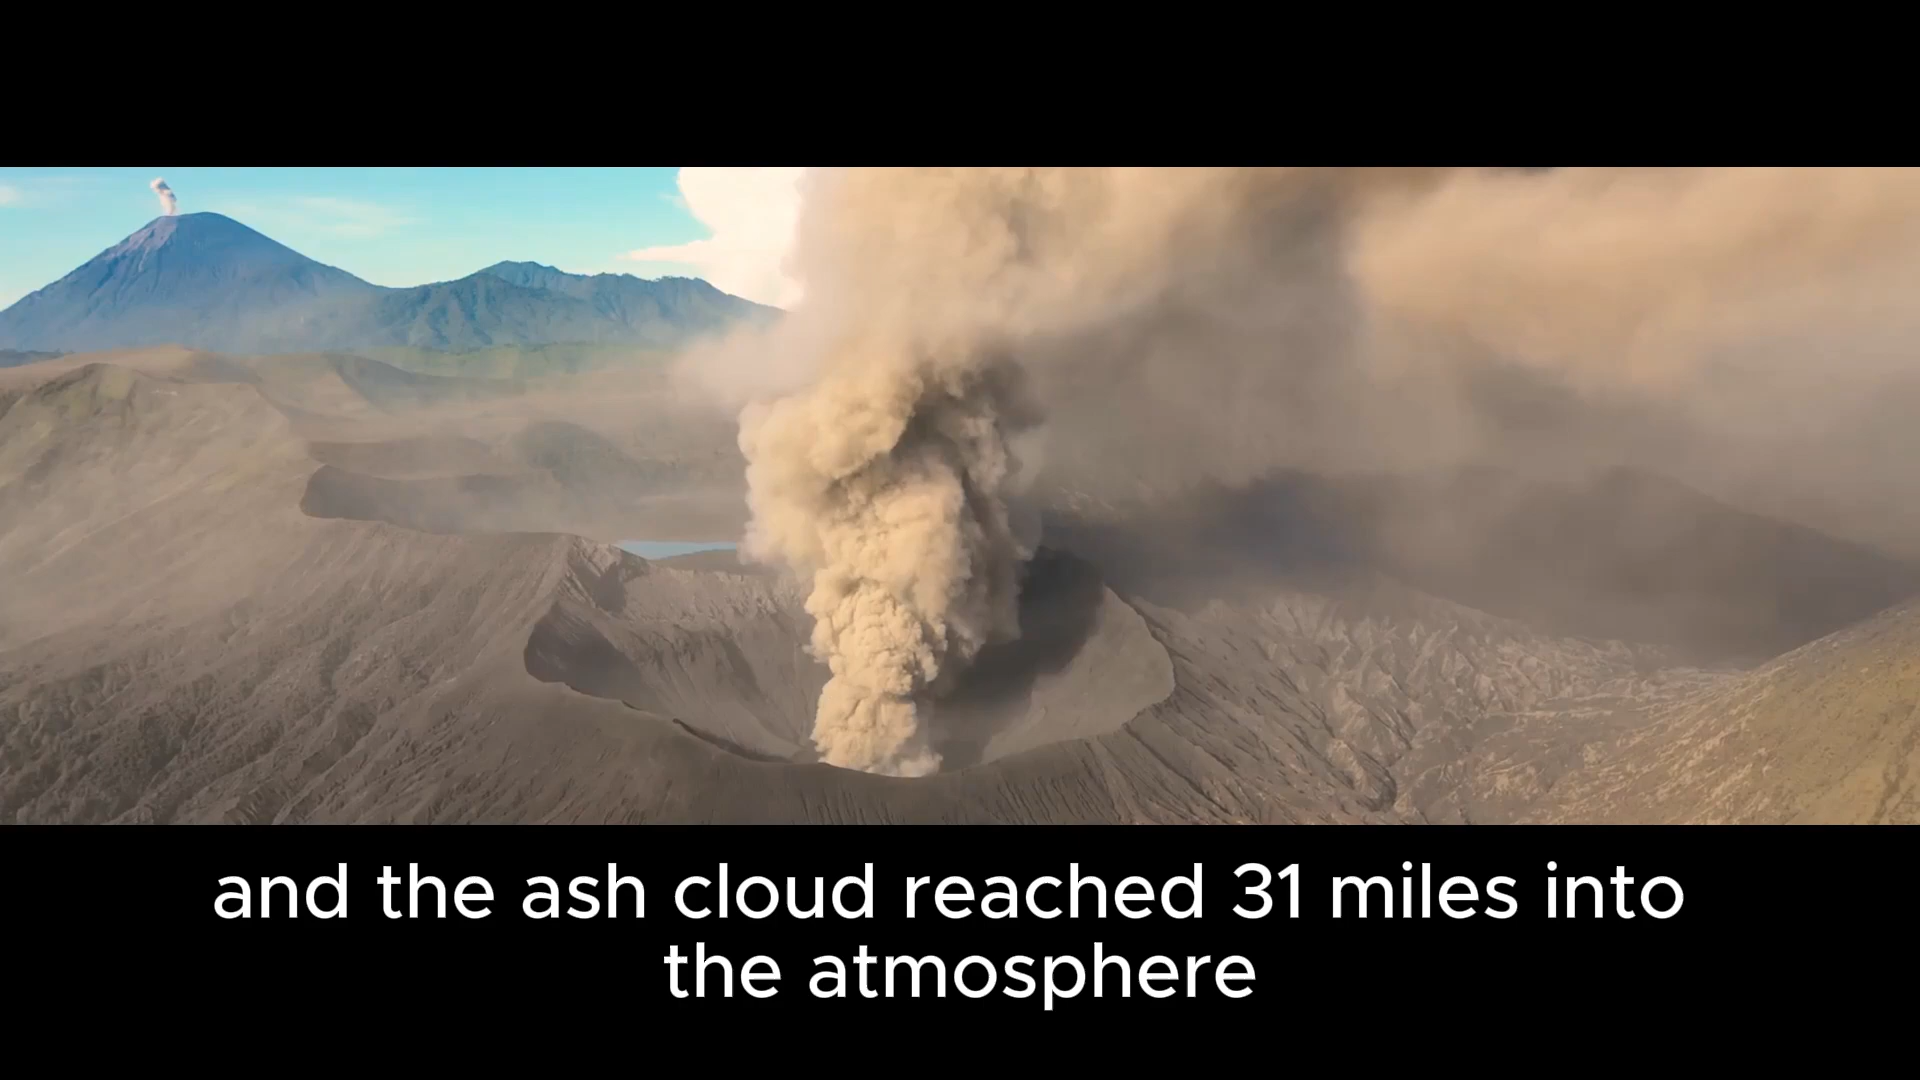 and the ash cloud reached 31 miles into
the atmosphere